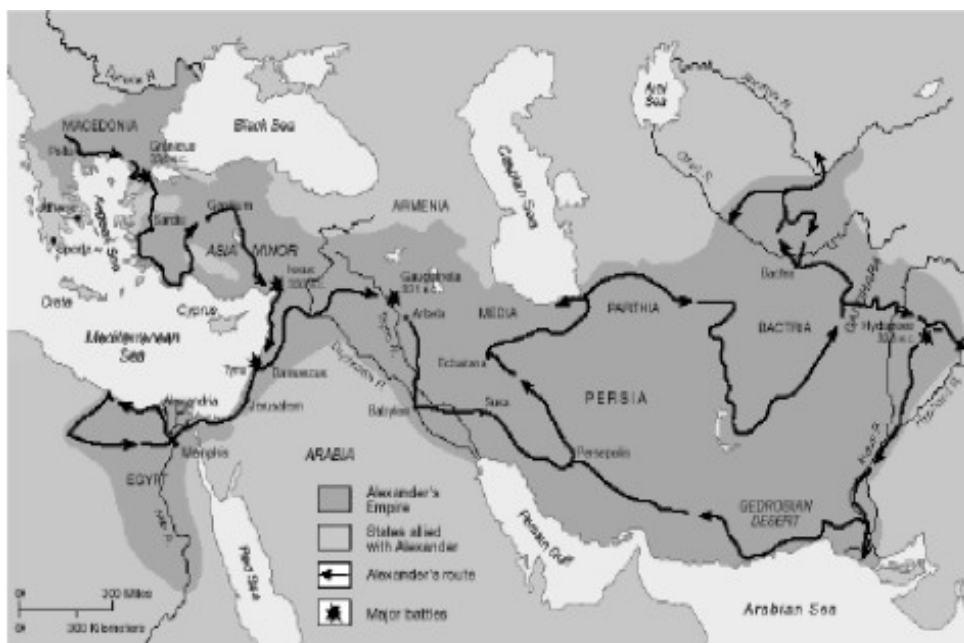 MACEDONIA
Pella
Granicus
Black Sea
Aral
Sea
Caspian Sea
ARMENIA
Athens
Aegean Sea
Sparta
Sardis
Gordium
ASIA MINOR
Issus
Gaugamela
331 B.C.
Arbela
MEDIA
PARTHIA
Bactra
BACTRIA
Hydaspes
Crete
Cyprus
Mediterranean
Sea
Tyre
Damascus
Euphrates R.
Ecbatana
PERSIA
Alexandria
Jerusalem
Babylon
Susa
Memphis
ARABIA
Persepolis
EGYPT
Nile R.
Red Sea
Persian Gulf
GEDROSIAN
DESERT
Indus R.
Arabian Sea
Alexander's
Empire
States allied
with Alexander
Alexander's route
Major battles
300 Miles
300 Kilometers